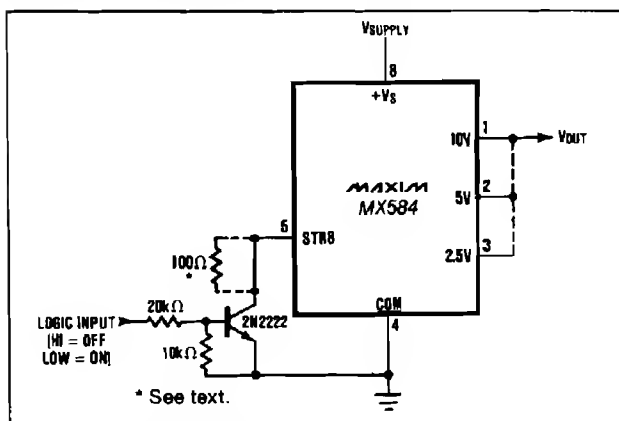 VSUPPLY
8
+VS
10V
1
VOUT
MAXIM
MX584
5V
2
5
STRB
2.5V
3
100Ω
*
COM
4
20kΩ
LOGIC INPUT
(HI = OFF
LOW = ON)
2N2222
10kΩ
* See text.